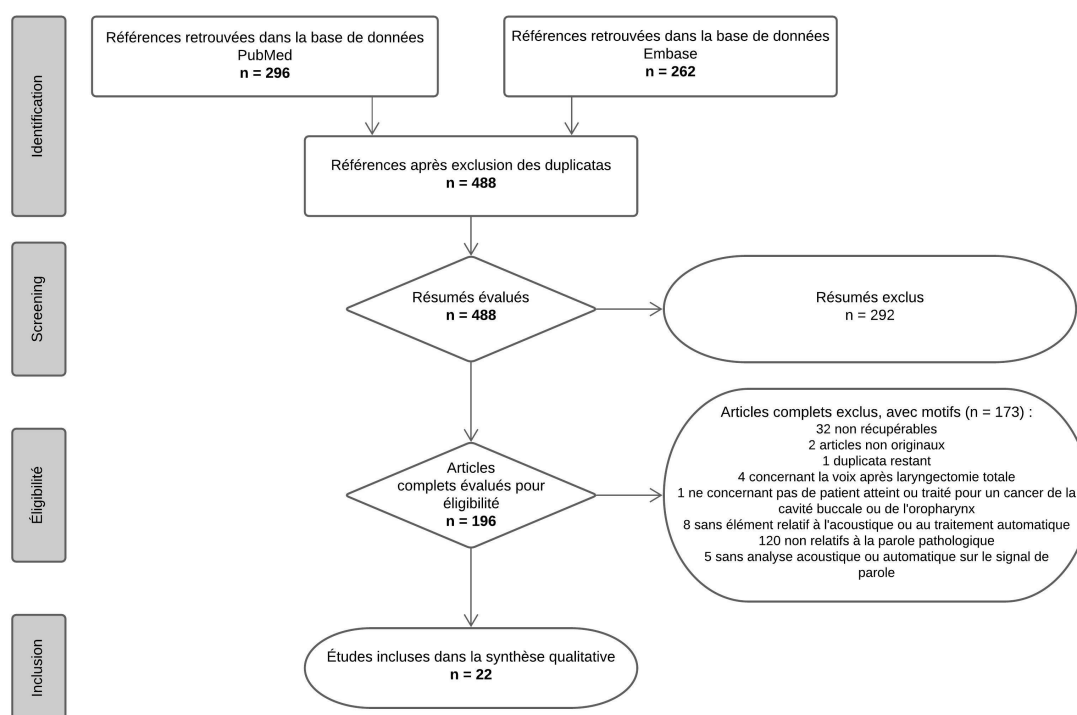 Identification
Références retrouvées dans la base de données
PubMed
n = 296
Références retrouvées dans la base de données
Embase
n = 262
Références après exclusion des duplicatas
n = 488
Screening
Résumés évalués
n = 488
Résumés exclus
n = 292
Éligibilité
Articles
complets évalués pour
éligibilité
n = 196
Articles complets exclus, avec motifs (n = 173) :
32 non récupérables
2 articles non originaux
1 duplicata restant
4 concernant la voix après laryngectomie totale
1 ne concernant pas de patient atteint ou traité pour un cancer de la
cavité buccale ou de l'oropharynx
8 sans élément relatif à l'acoustique ou au traitement automatique
120 non relatifs à la parole pathologique
5 sans analyse acoustique ou automatique sur le signal de
parole
Inclusion
Études incluses dans la synthèse qualitative
n = 22